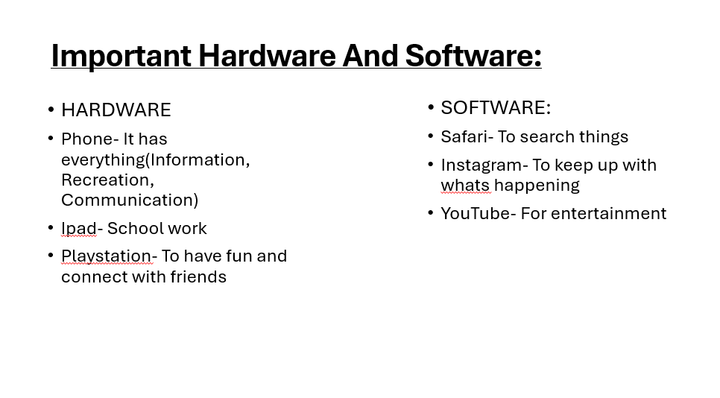 Important Hardware And Software:
• HARDWARE
• Phone- It has
everything(Information,
Recreation,
Communication)
• Ipad- School work
• Playstation- To have fun and
connect with friends
• SOFTWARE:
• Safari- To search things
• Instagram- To keep up with
whats happening
• YouTube- For entertainment